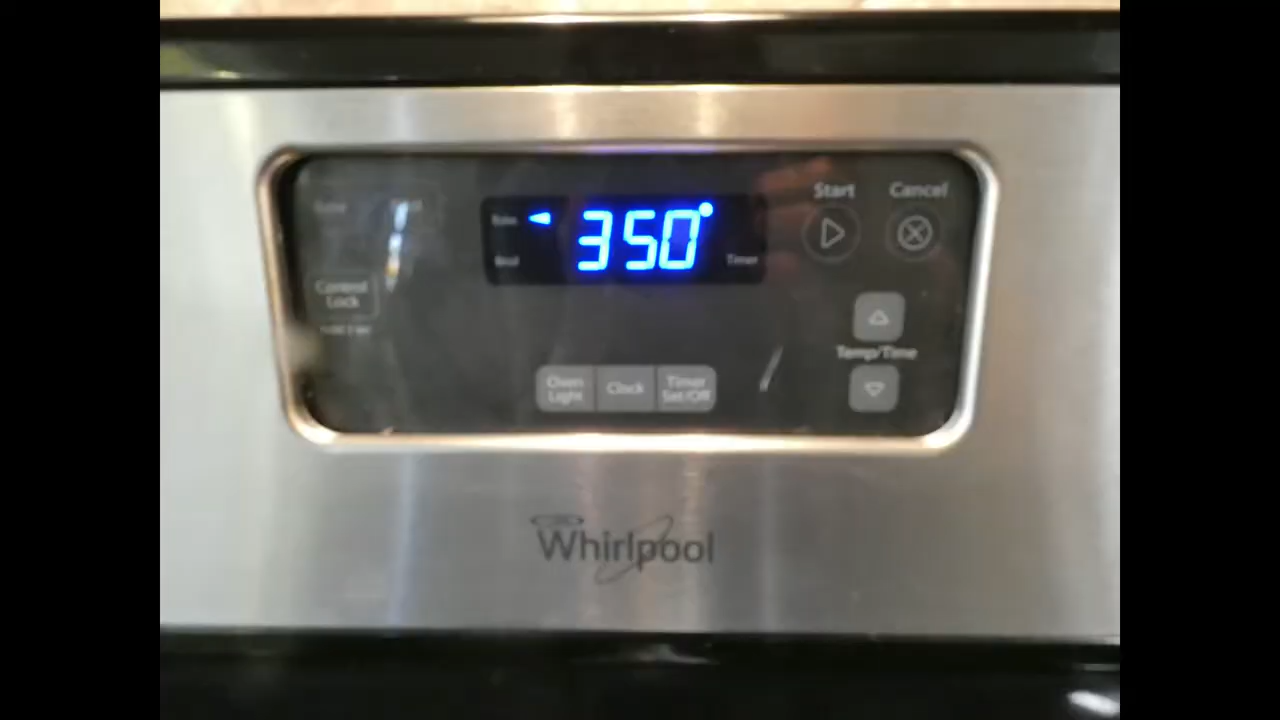 Start Cancel
Bake 350°
Broil Timer
Control
Lock
Temp/Time
Oven Light Clock Timer Set/Off
Whirlpool